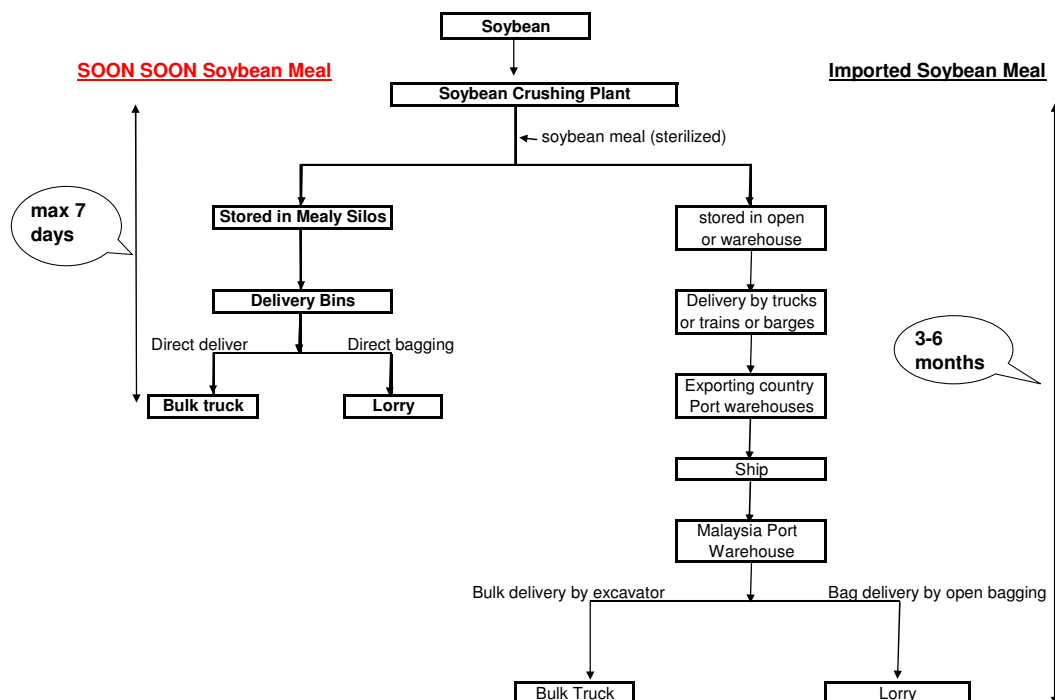 Soybean
SOON SOON Soybean Meal
Imported Soybean Meal
Soybean Crushing Plant
soybean meal (sterilized)
max 7
days
Stored in Mealy Silos
stored in open
or warehouse
Delivery Bins
Delivery by trucks
or trains or barges
Direct deliver
Direct bagging
3-6
months
Bulk truck
Lorry
Exporting country
Port warehouses
Ship
Malaysia Port
Warehouse
Bulk delivery by excavator
Bag delivery by open bagging
Bulk Truck
Lorry